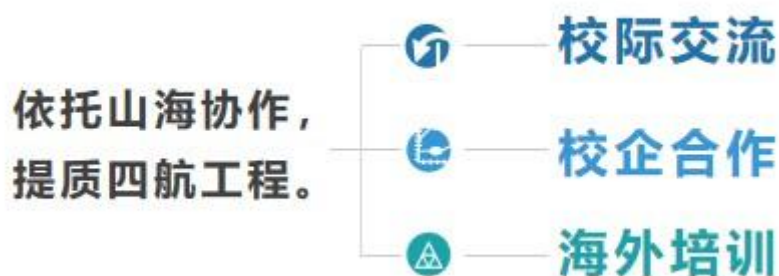 依托山海协作，
提质四航工程。
校际交流
校企合作
海外培训